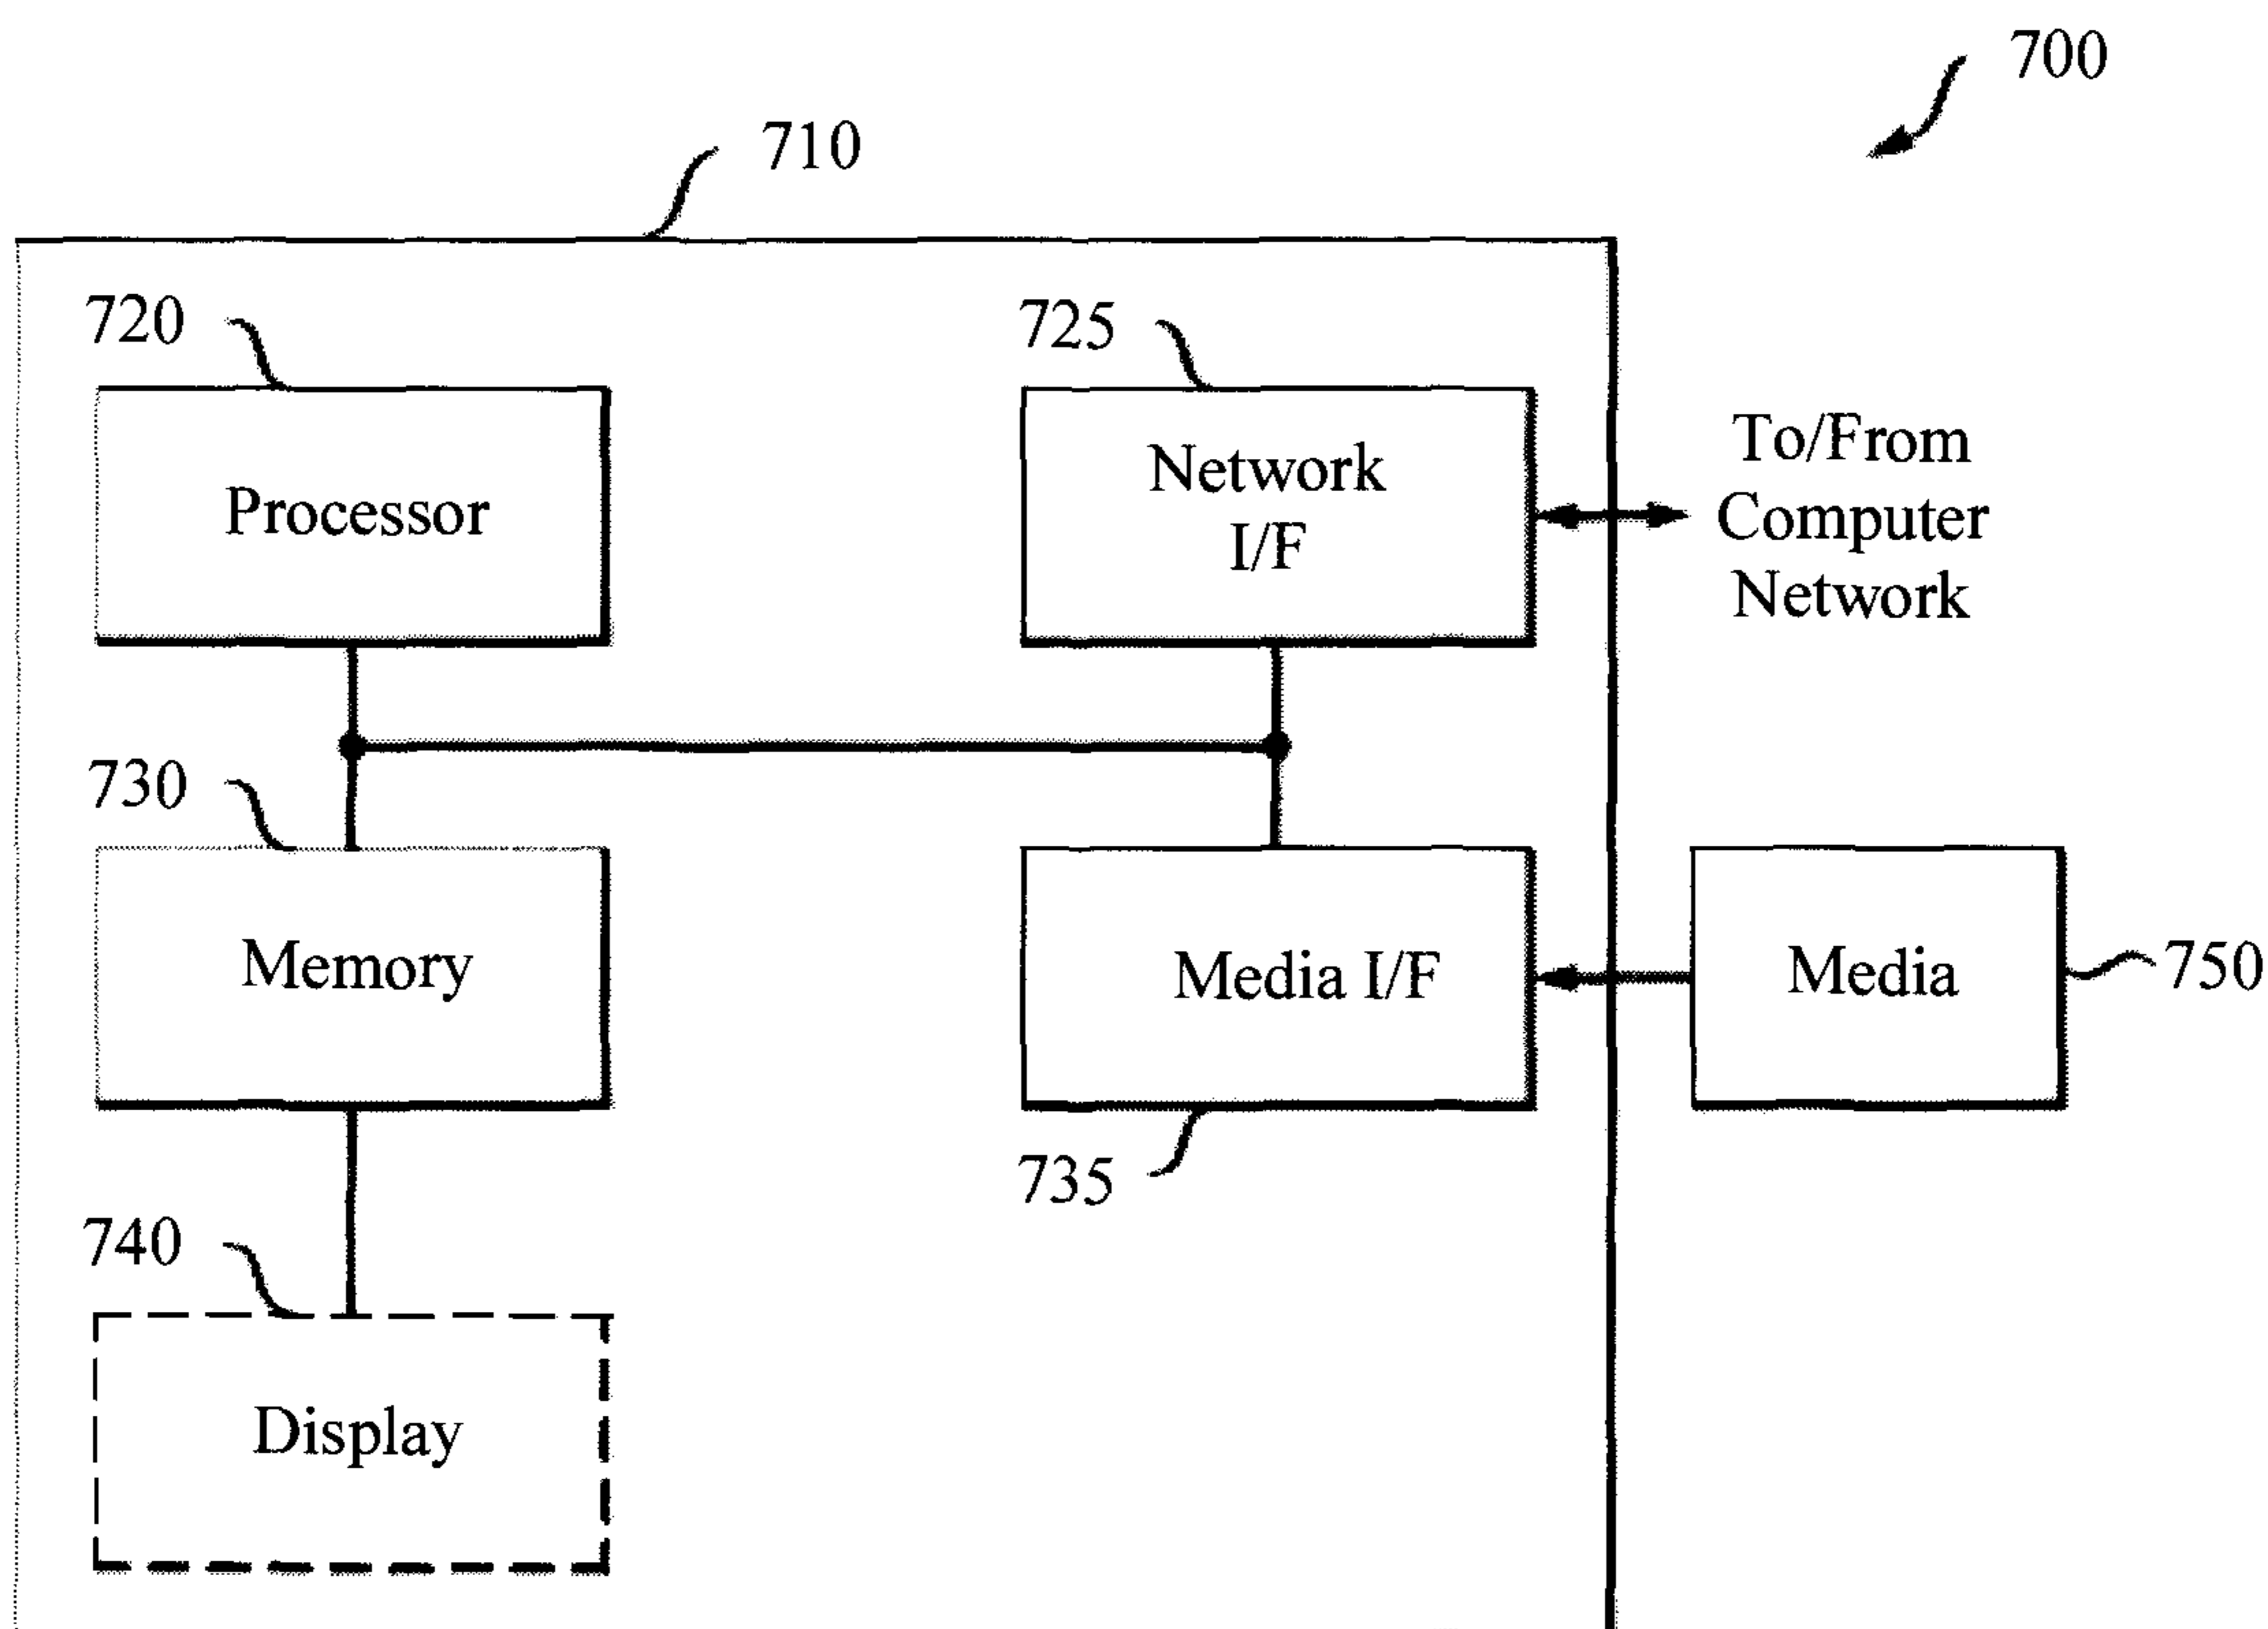 700
710
720
725
Processor
Network
I/F
To/From
Computer
Network
730
Memory
Media I/F
Media
750
735
740
Display